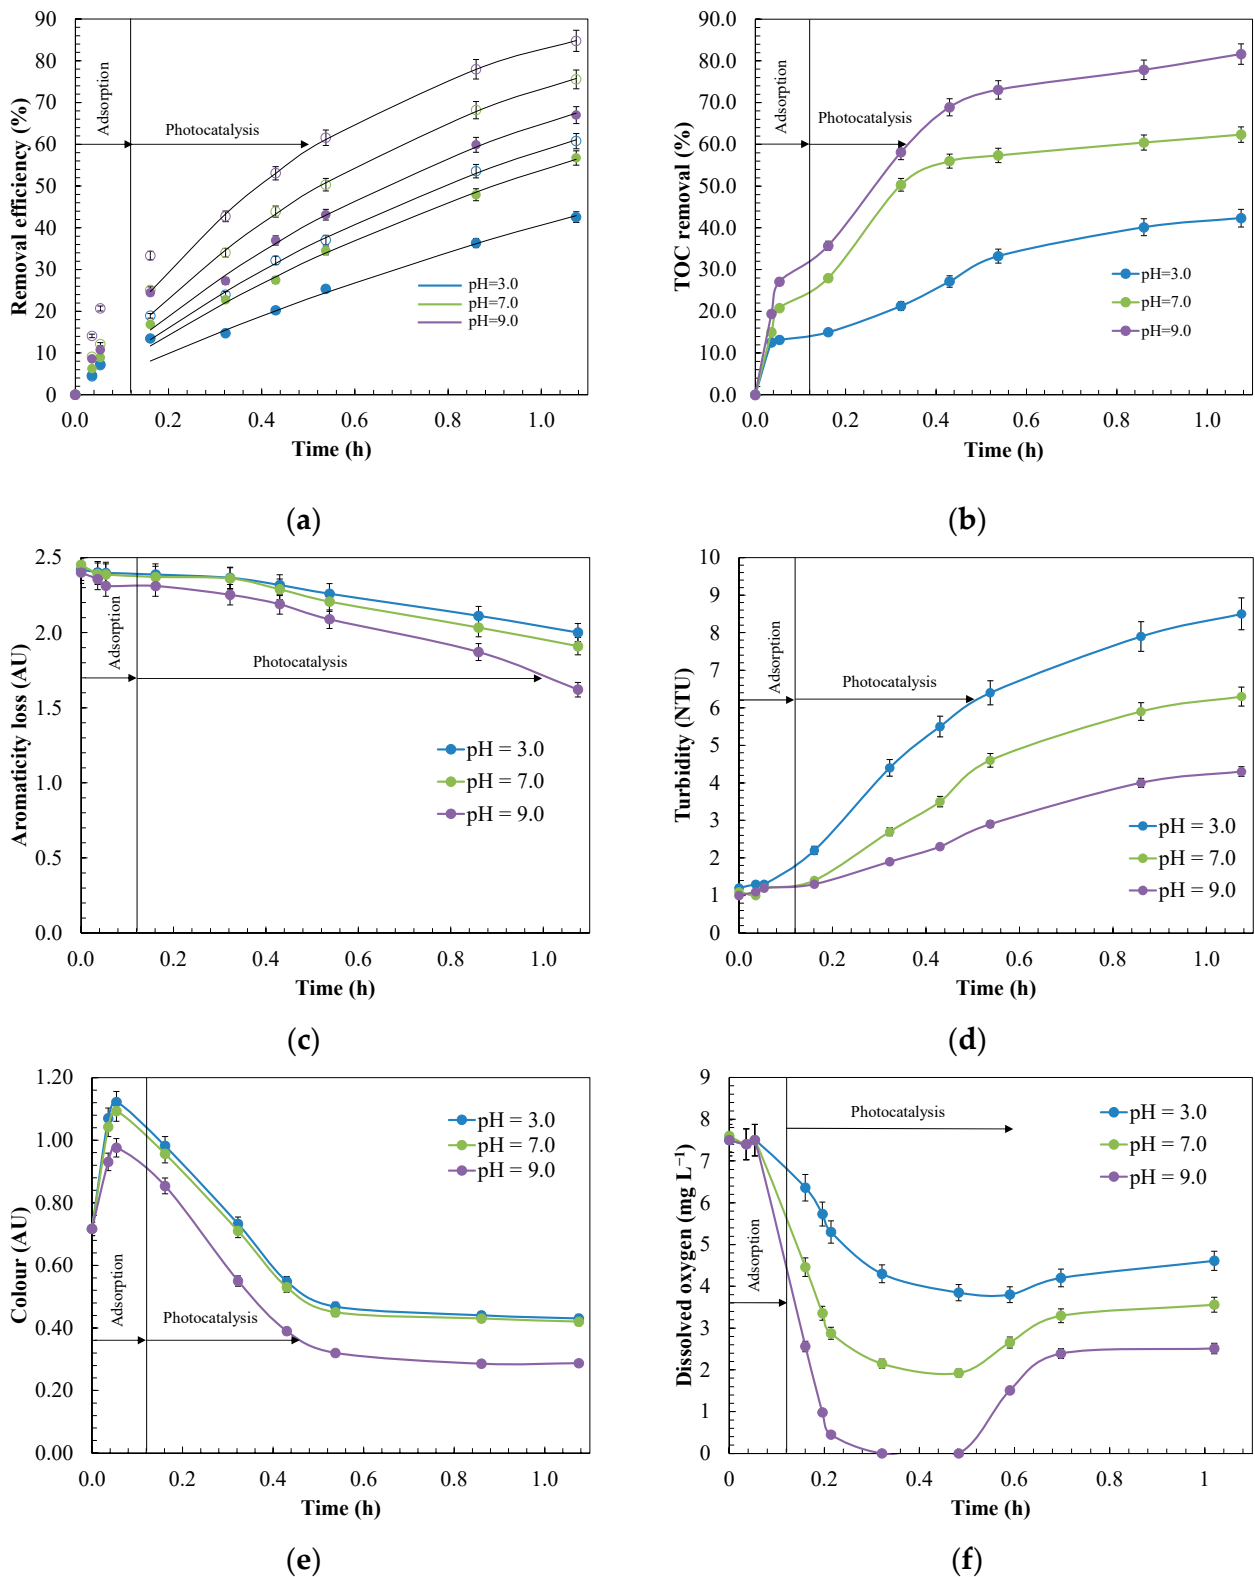 Removal efficiency (%)
90
80
70
60
50
40
30
20
10
0
Adsorption
Photocatalysis
pH=3.0
pH=7.0
pH=9.0
0.0 0.2 0.4 0.6 0.8 1.0
Time (h)
(a)
TOC removal (%)
90.0
80.0
70.0
60.0
50.0
40.0
30.0
20.0
10.0
0.0
Adsorption
Photocatalysis
pH=3.0
pH=7.0
pH=9.0
0.0 0.2 0.4 0.6 0.8 1.0
Time (h)
(b)
Aromaticity loss (AU)
2.5
2.0
1.5
1.0
0.5
0.0
Adsorption
Photocatalysis
pH = 3.0
pH = 7.0
pH = 9.0
0.0 0.2 0.4 0.6 0.8 1.0
Time (h)
(c)
Turbidity (NTU)
10
9
8
7
6
5
4
3
2
1
0
Adsorption
Photocatalysis
pH = 3.0
pH = 7.0
pH = 9.0
0.0 0.2 0.4 0.6 0.8 1.0
Time (h)
(d)
Colour (AU)
1.20
1.00
0.80
0.60
0.40
0.20
0.00
Adsorption
Photocatalysis
pH = 3.0
pH = 7.0
pH = 9.0
0.0 0.2 0.4 0.6 0.8 1.0
Time (h)
(e)
Dissolved oxygen (mg L⁻¹)
9
8
7
6
5
4
3
2
1
0
Adsorption
Photocatalysis
pH = 3.0
pH = 7.0
pH = 9.0
0 0.2 0.4 0.6 0.8 1
Time (h)
(f)